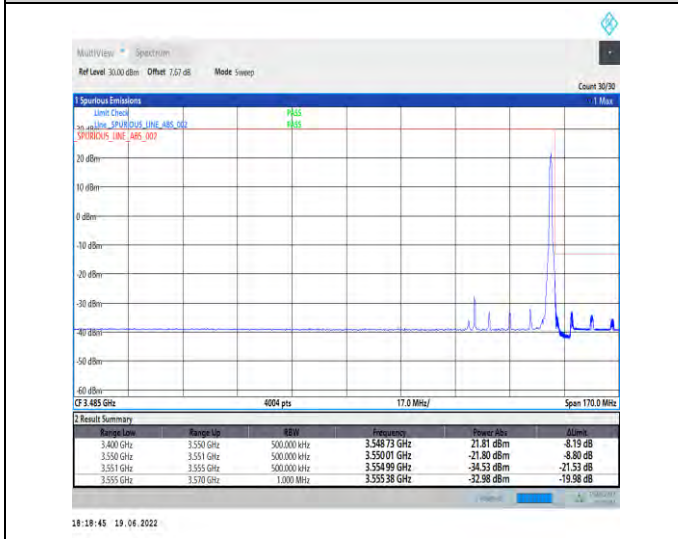 MultiView Spectrum
Ref Level 30.00 dBm Offset 7.67 dB Mode Sweep
Count 30/30
1 Spurious Emissions 1 Max
Limit Check PASS
Line _SPURIOUS_LINE_ABS_002 PASS
_SPURIOUS_LINE_ABS_002
20 dBm
10 dBm
0 dBm
-10 dBm
-20 dBm
-30 dBm
-40 dBm
-50 dBm
-60 dBm
CF 3.485 GHz 4004 pts 17.0 MHz/ Span 170.0 MHz
2 Result Summary
Range Low Range Up RBW Frequency Power Abs ΔLimit
3.400 GHz 3.550 GHz 500.000 kHz 3.548 73 GHz 21.81 dBm -8.19 dB
3.550 GHz 3.551 GHz 500.000 kHz 3.550 01 GHz -21.80 dBm -8.80 dB
3.551 GHz 3.555 GHz 500.000 kHz 3.554 99 GHz -34.53 dBm -21.53 dB
3.555 GHz 3.570 GHz 1.000 MHz 3.555 38 GHz -32.98 dBm -19.98 dB
18:18:45 19.06.2022